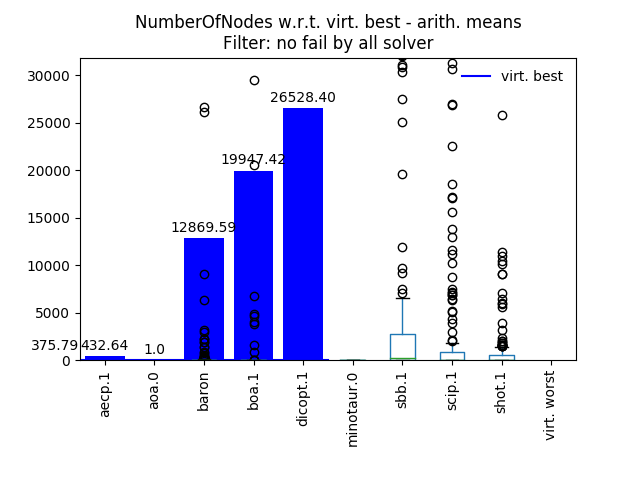 NumberOfNodes w.r.t. virt. best - arith. means
Filter: no fail by all solver
virt. best
30000
25000
20000
15000
10000
5000
0
375.79
432.64
1.0
12869.59
19947.42
26528.40
aecp.1
aoa.0
baron
boa.1
dicopt.1
minotaur.0
sbb.1
scip.1
shot.1
virt. worst